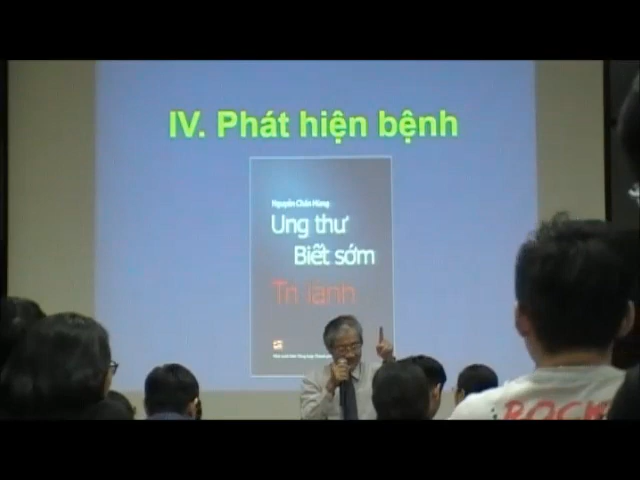 IV. Phát hiện bệnh
Nguyễn Chấn Hùng
Ung thư
Biết sớm
Trị lành
ROCK